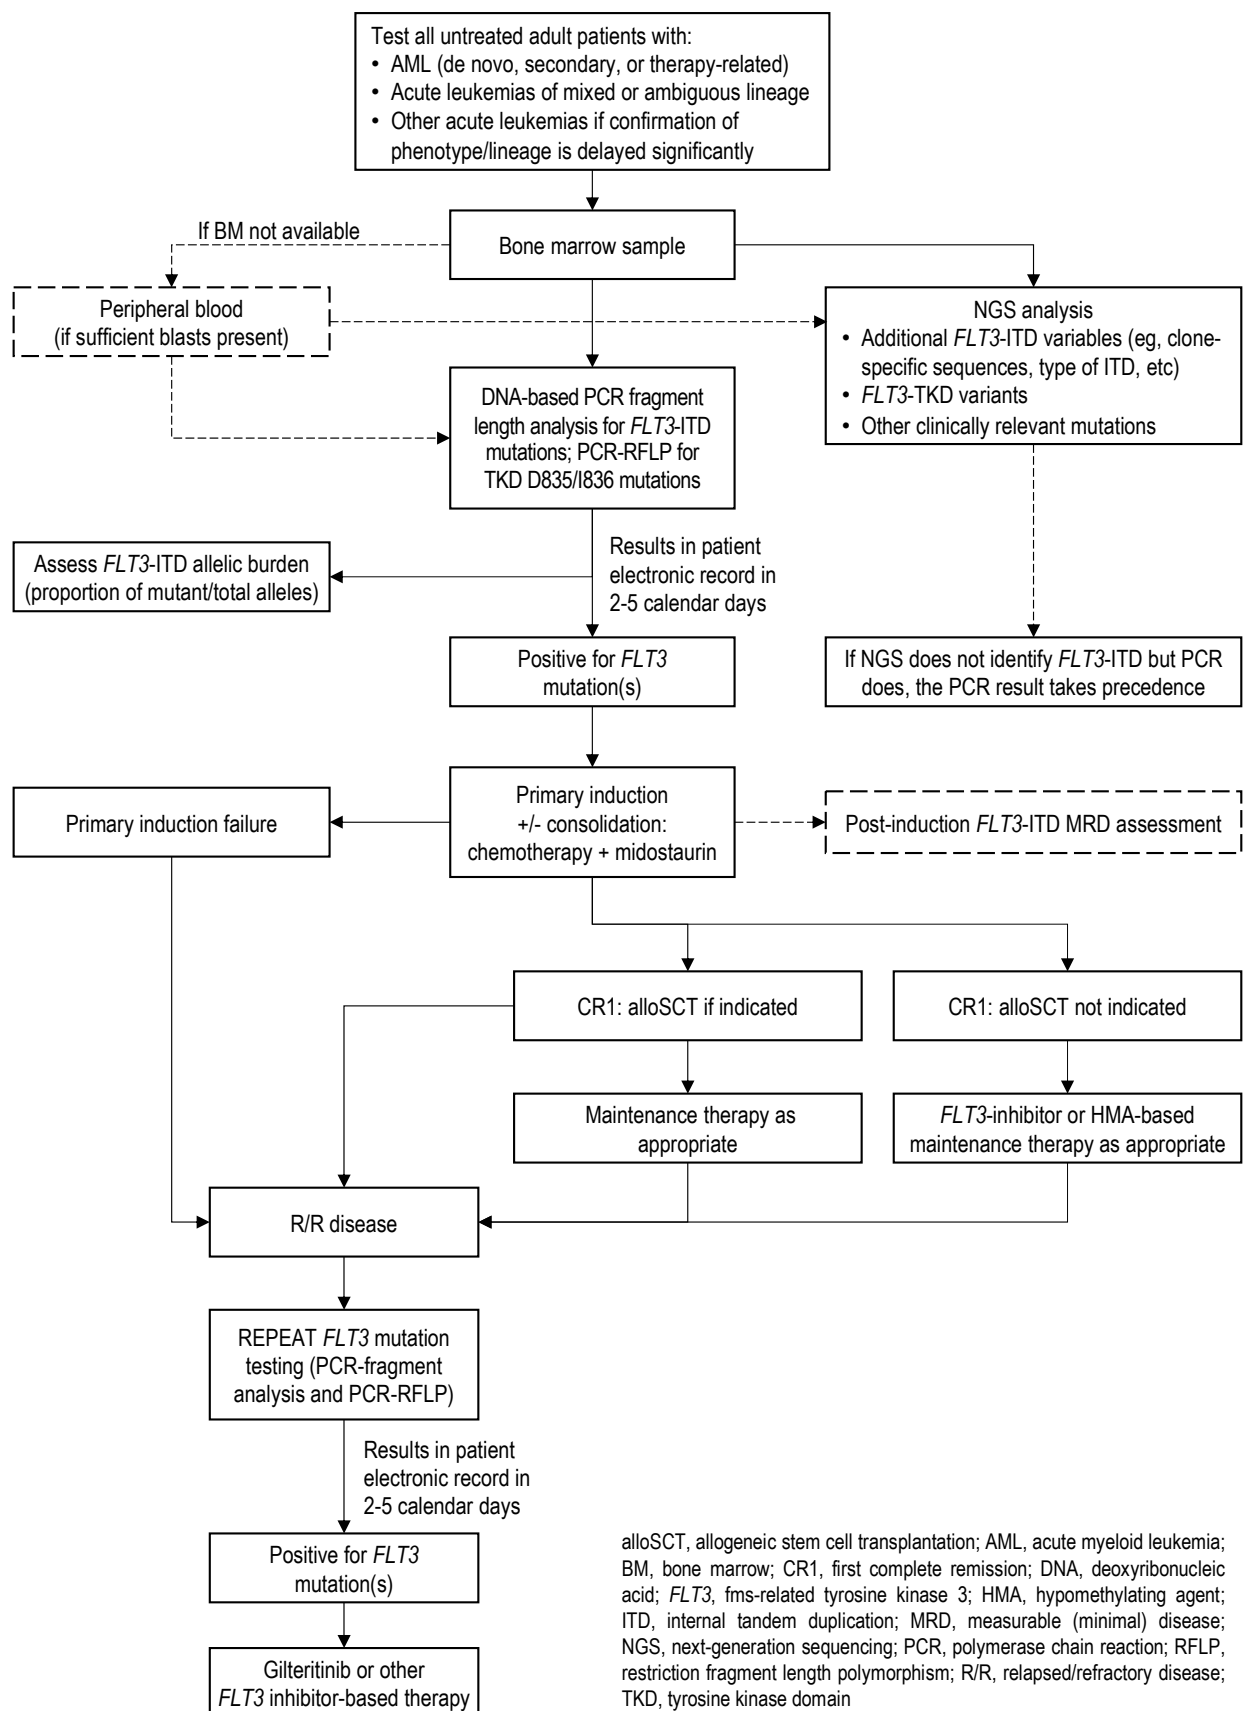 Test all untreated adult patients with:
• AML (de novo, secondary, or therapy-related)
• Acute leukemias of mixed or ambiguous lineage
• Other acute leukemias if confirmation of
phenotype/lineage is delayed significantly
If BM not available
Bone marrow sample
Peripheral blood
(if sufficient blasts present)
NGS analysis
• Additional FLT3-ITD variables (eg, clone-
specific sequences, type of ITD, etc)
• FLT3-TKD variants
• Other clinically relevant mutations
DNA-based PCR fragment
length analysis for FLT3-ITD
mutations; PCR-RFLP for
TKD D835/I836 mutations
Assess FLT3-ITD allelic burden
(proportion of mutant/total alleles)
Results in patient
electronic record in
2-5 calendar days
Positive for FLT3
mutation(s)
If NGS does not identify FLT3-ITD but PCR
does, the PCR result takes precedence
Primary induction failure
Primary induction
+/- consolidation:
chemotherapy + midostaurin
Post-induction FLT3-ITD MRD assessment
CR1: alloSCT if indicated
CR1: alloSCT not indicated
Maintenance therapy as
appropriate
FLT3-inhibitor or HMA-based
maintenance therapy as appropriate
R/R disease
REPEAT FLT3 mutation
testing (PCR-fragment
analysis and PCR-RFLP)
Results in patient
electronic record in
2-5 calendar days
Positive for FLT3
mutation(s)
Gilteritinib or other
FLT3 inhibitor-based therapy
alloSCT, allogeneic stem cell transplantation; AML, acute myeloid leukemia;
BM, bone marrow; CR1, first complete remission; DNA, deoxyribonucleic
acid; FLT3, fms-related tyrosine kinase 3; HMA, hypomethylating agent;
ITD, internal tandem duplication; MRD, measurable (minimal) disease;
NGS, next-generation sequencing; PCR, polymerase chain reaction; RFLP,
restriction fragment length polymorphism; R/R, relapsed/refractory disease;
TKD, tyrosine kinase domain